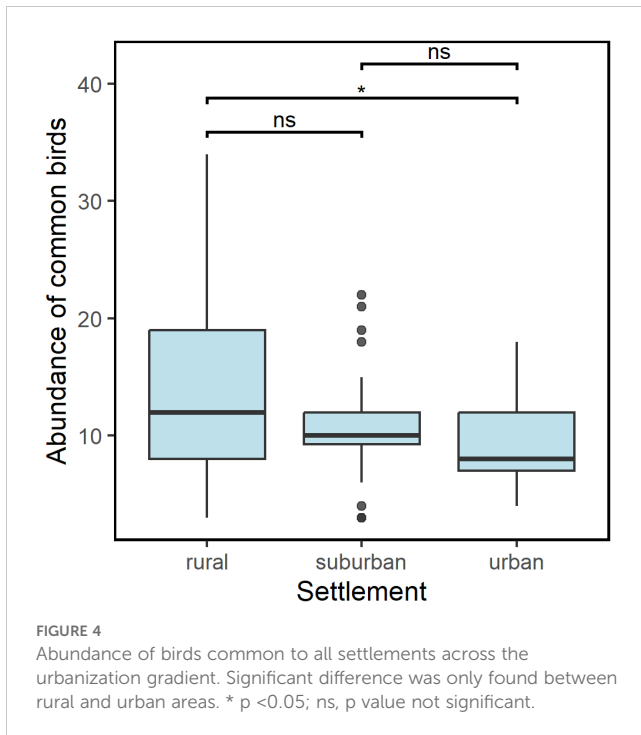 ns
*
ns
40
30
20
10
Abundance of common birds
rural suburban urban
Settlement
FIGURE 4
Abundance of birds common to all settlements across the
urbanization gradient. Significant difference was only found between
rural and urban areas. * p <0.05; ns, p value not significant.